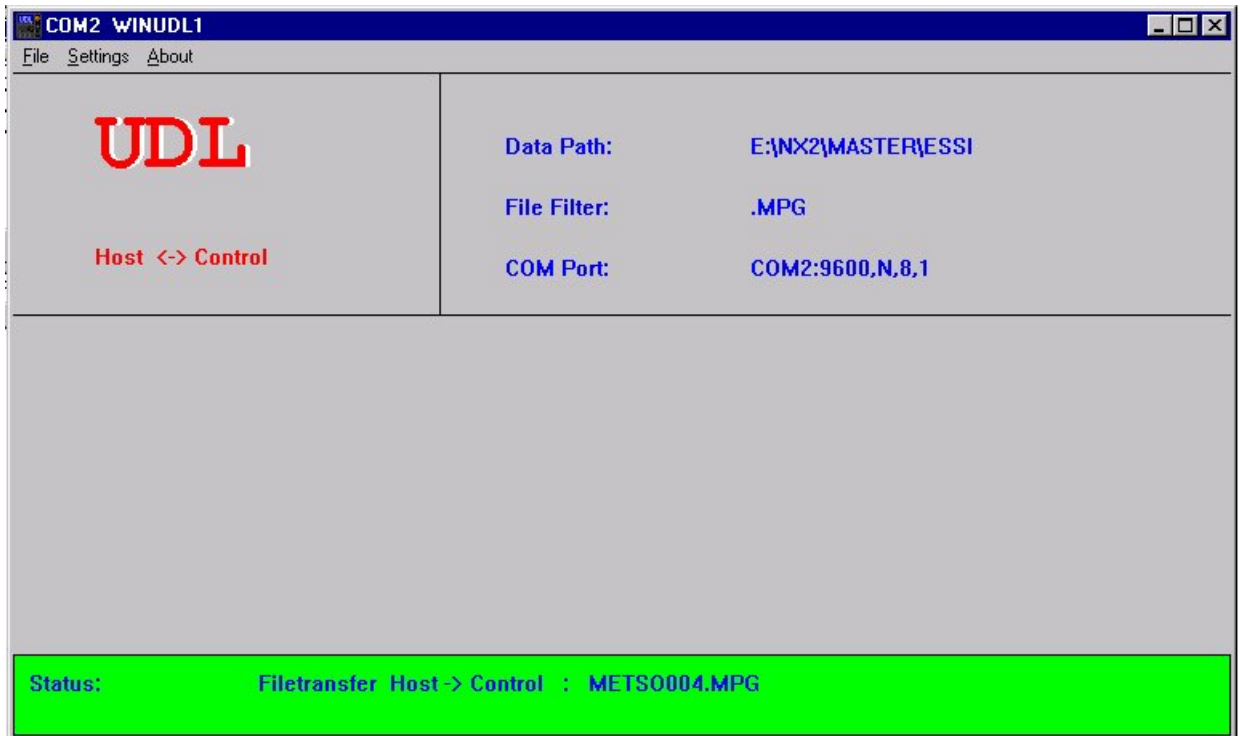 COM2 WINUDL1
File Settings About
UDL
Host <-> Control
Data Path: E:\NX2\MASTER\ESSI
File Filter: .MPG
COM Port: COM2:9600,N,8,1
Status: Filetransfer Host -> Control : METSO004.MPG